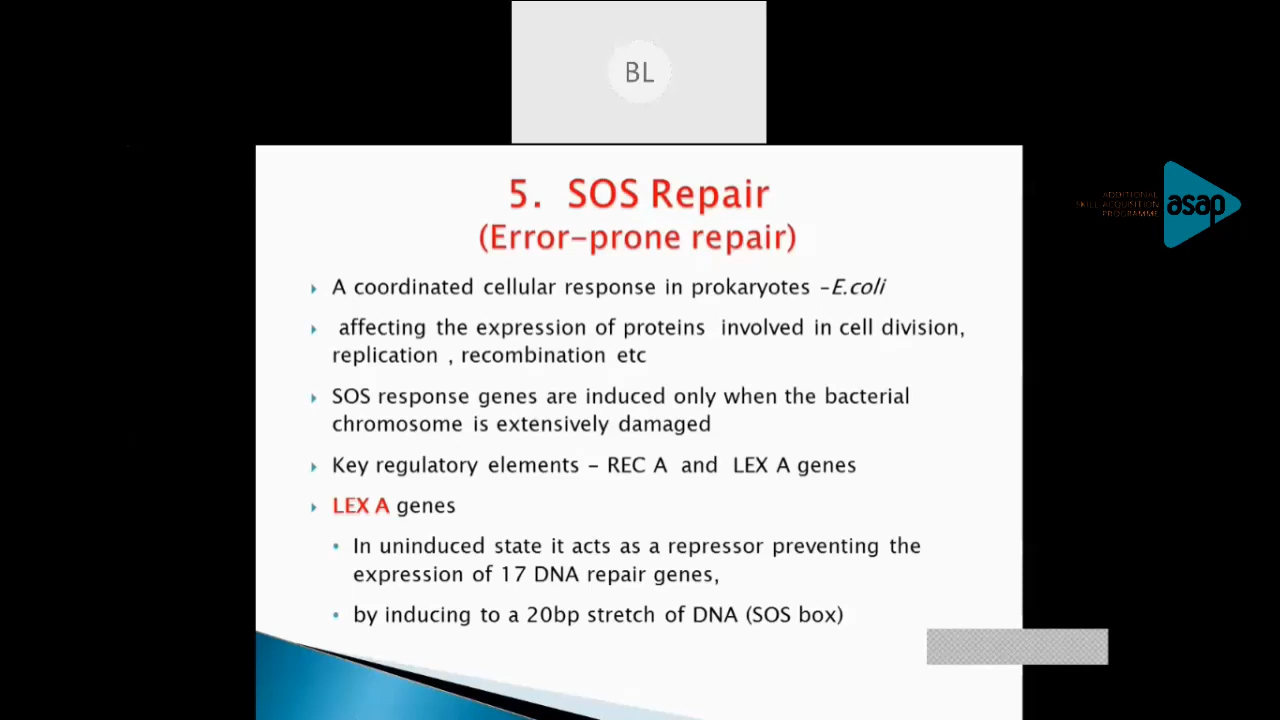 BL
5. SOS Repair
(Error-prone repair)
A coordinated cellular response in prokaryotes -E.coli
affecting the expression of proteins involved in cell division,
replication , recombination etc
SOS response genes are induced only when the bacterial
chromosome is extensively damaged
Key regulatory elements - REC A and LEX A genes
LEX A genes
In uninduced state it acts as a repressor preventing the
expression of 17 DNA repair genes,
by inducing to a 20bp stretch of DNA (SOS box)
ADDITIONAL
SKILL ACQUISITION
PROGRAMME
asap